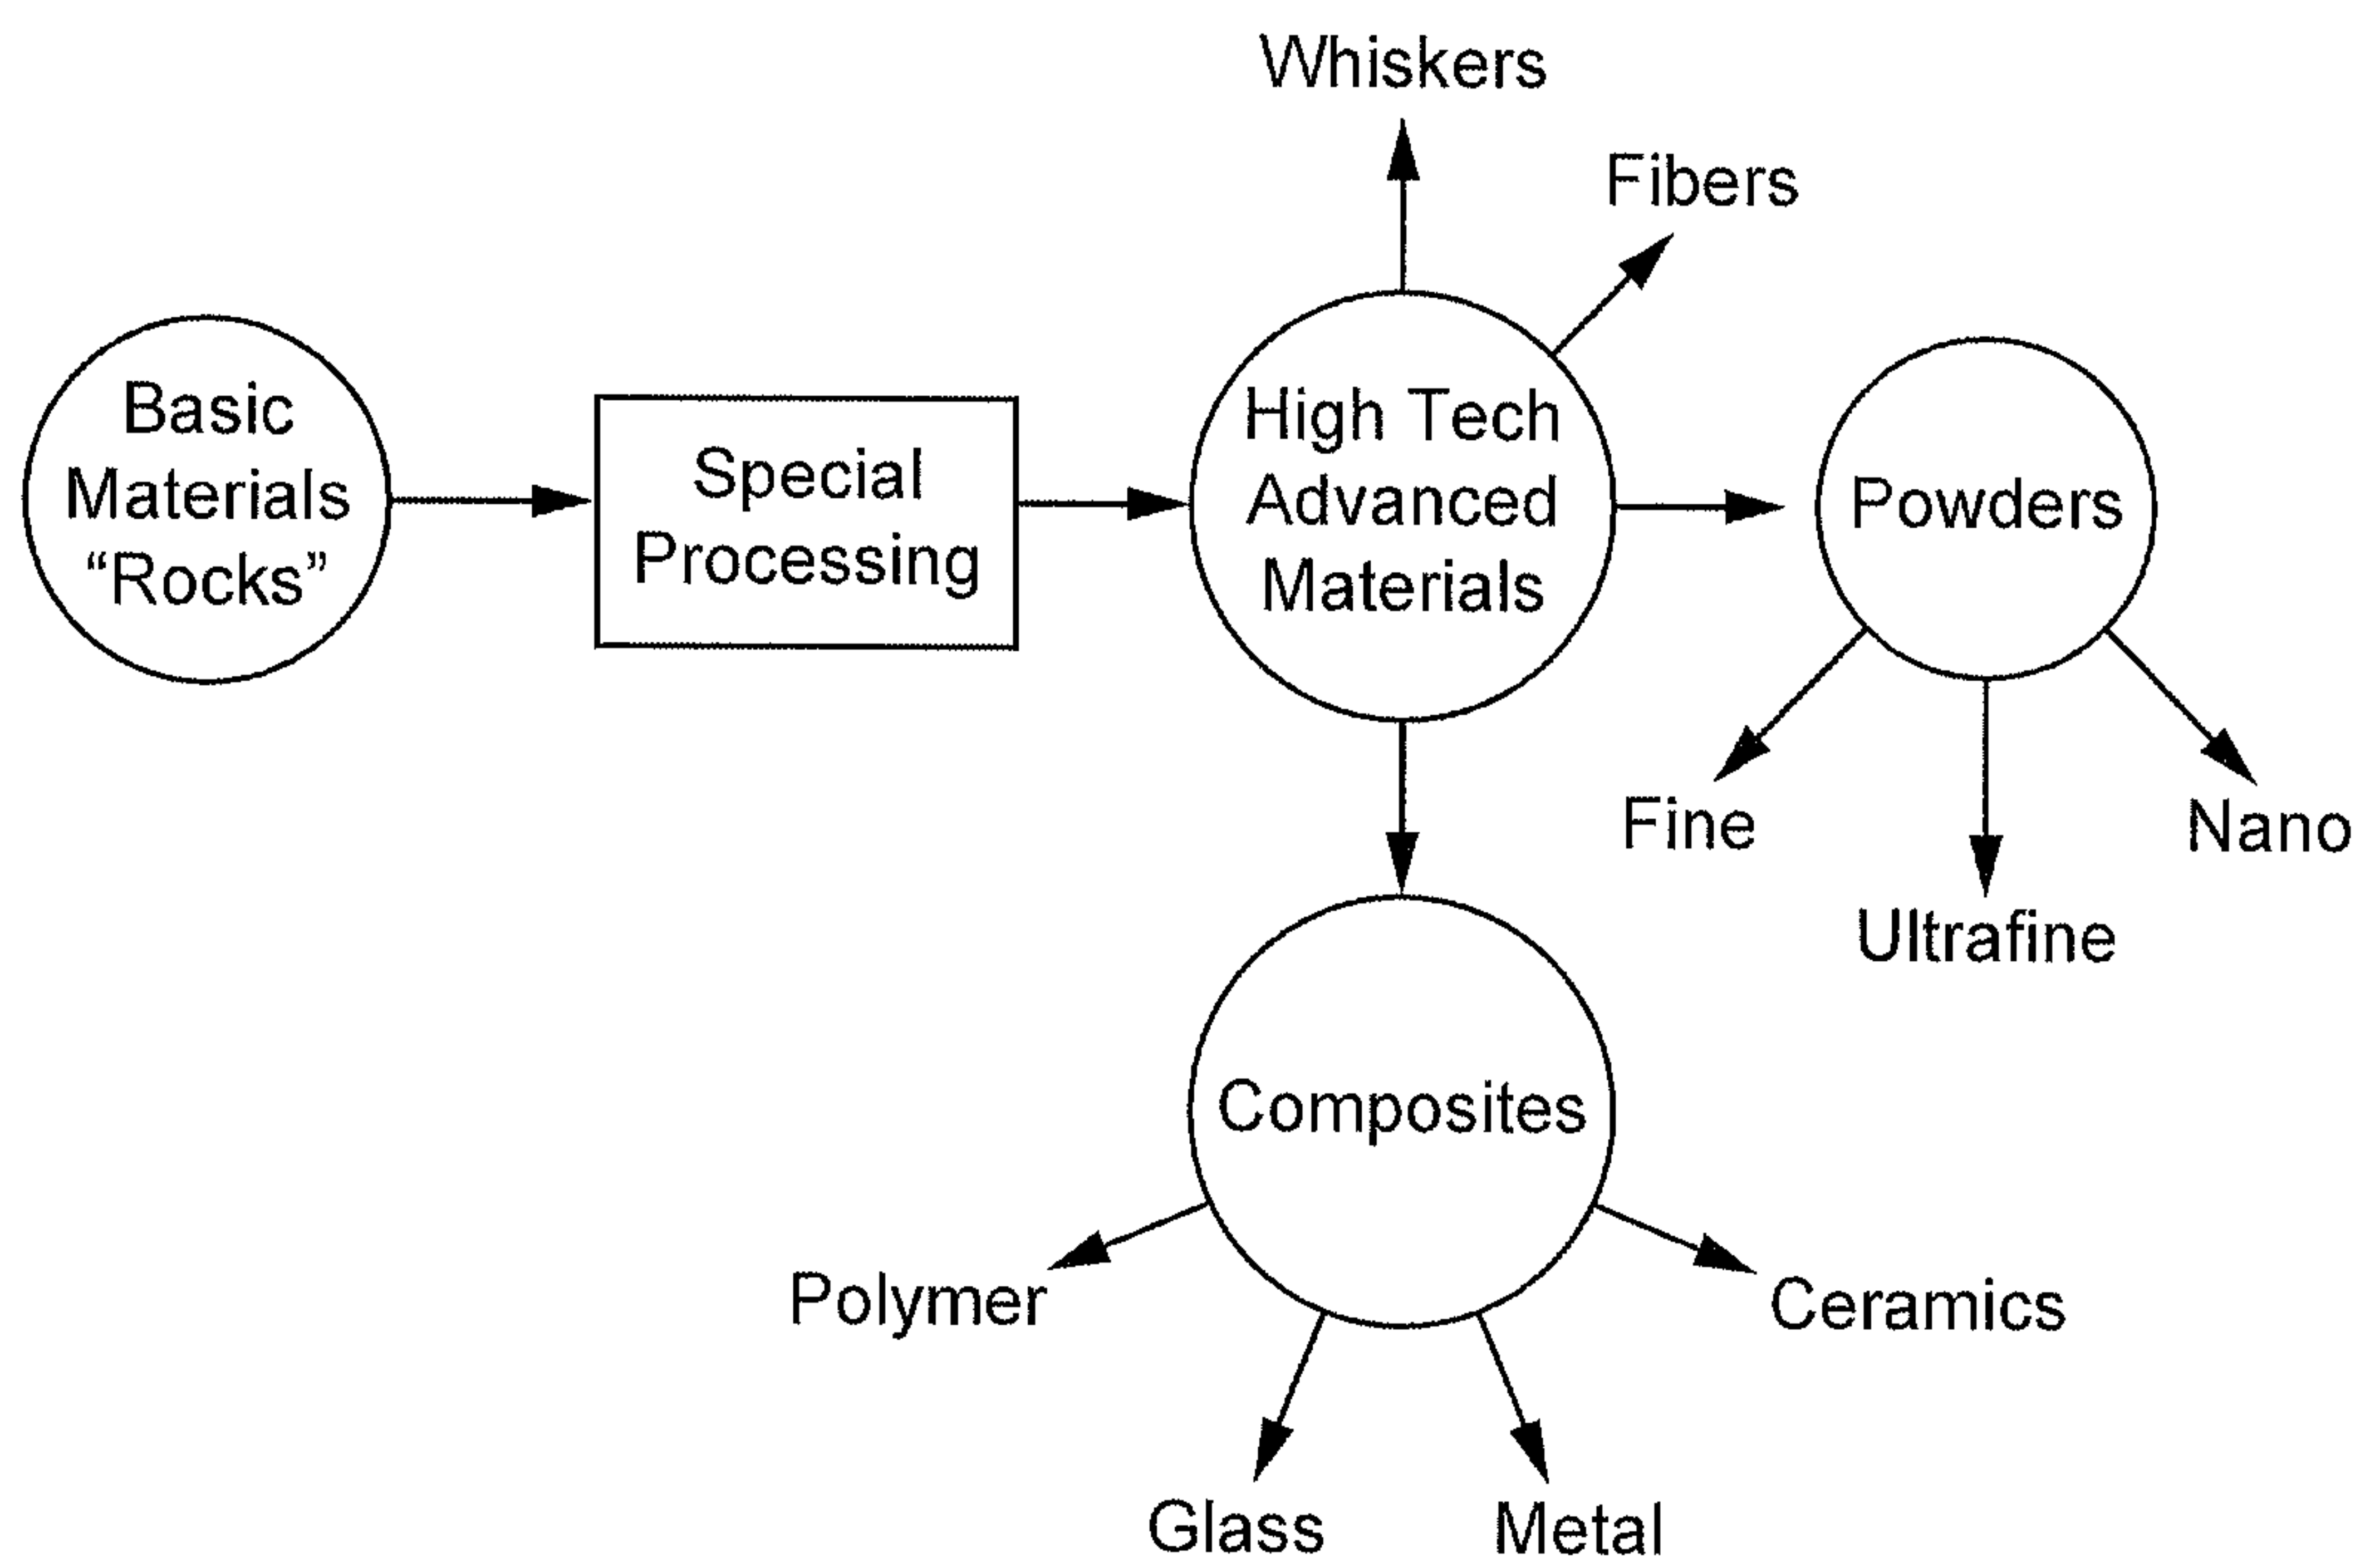 Whiskers
Fibers
Basic
Materials
“Rocks”
Special
Processing
High Tech
Advanced
Materials
Powders
Fine
Nano
Ultrafine
Composites
Polymer
Ceramics
Glass
Metal